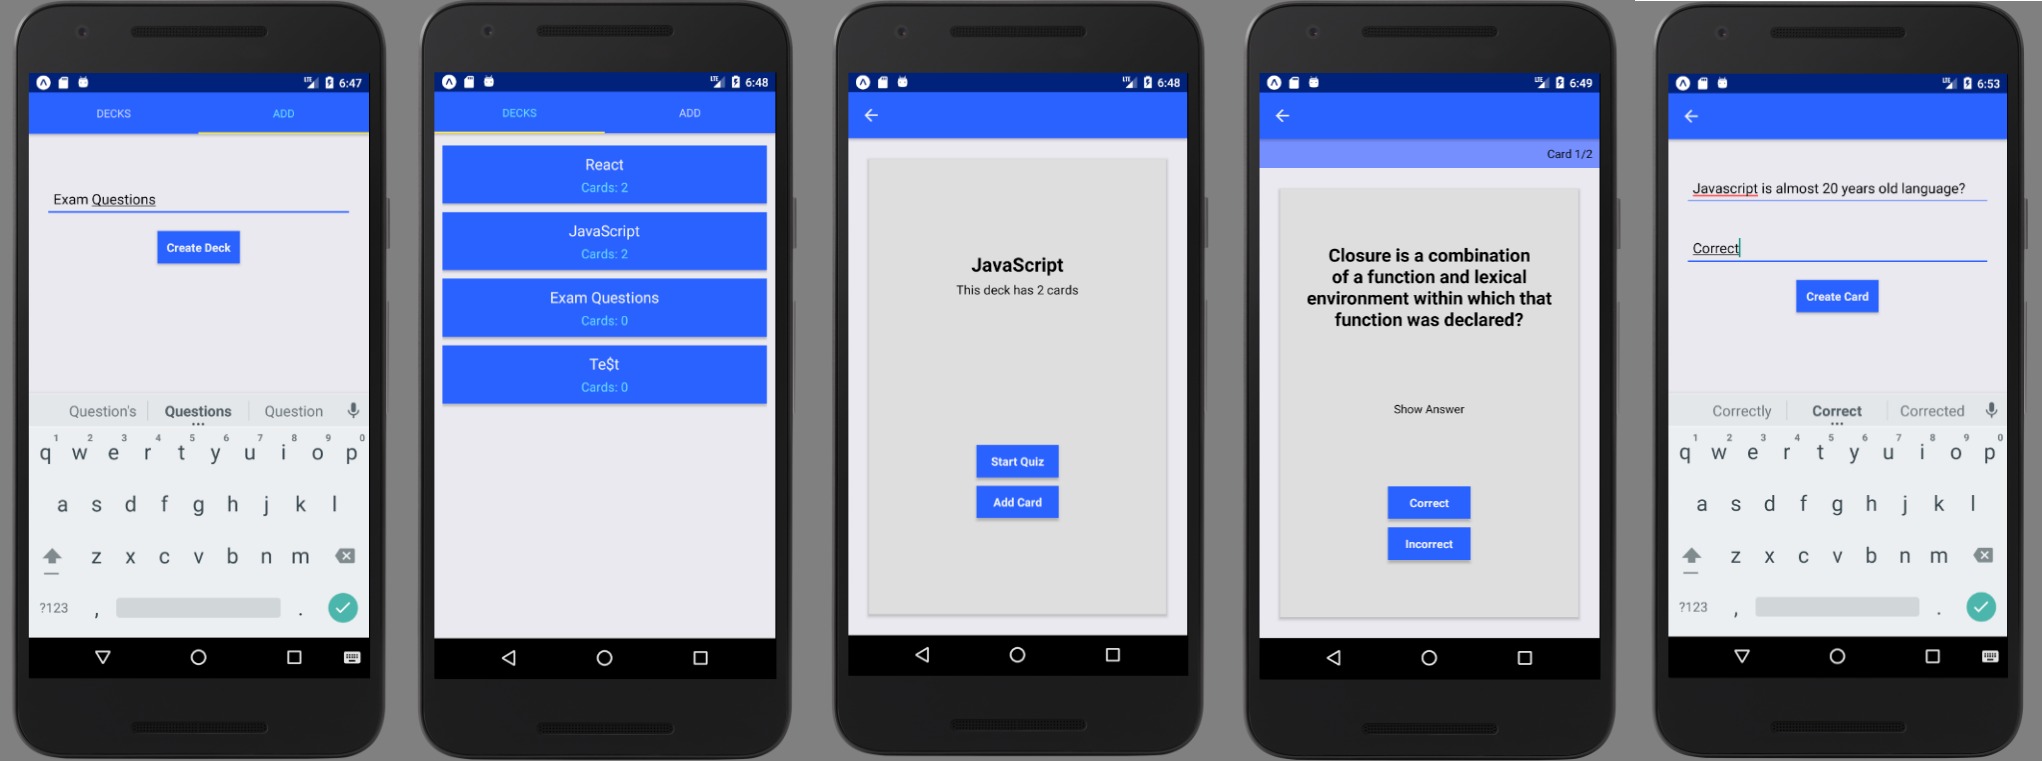 LTE 6:47
DECKS ADD
Exam Questions
Create Deck
Question's Questions Question
1 2 3 4 5 6 7 8 9 0
q w e r t y u i o p
a s d f g h j k l
z x c v b n m
?123 , .
LTE 6:48
DECKS ADD
React
Cards: 2
JavaScript
Cards: 2
Exam Questions
Cards: 0
Te$t
Cards: 0
LTE 6:48
JavaScript
This deck has 2 cards
Start Quiz
Add Card
LTE 6:49
Card 1/2
Closure is a combination
of a function and lexical
environment within which that
function was declared?
Show Answer
Correct
Incorrect
LTE 6:53
Javascript is almost 20 years old language?
Correct
Create Card
Correctly Correct Corrected
1 2 3 4 5 6 7 8 9 0
q w e r t y u i o p
a s d f g h j k l
z x c v b n m
?123 , .